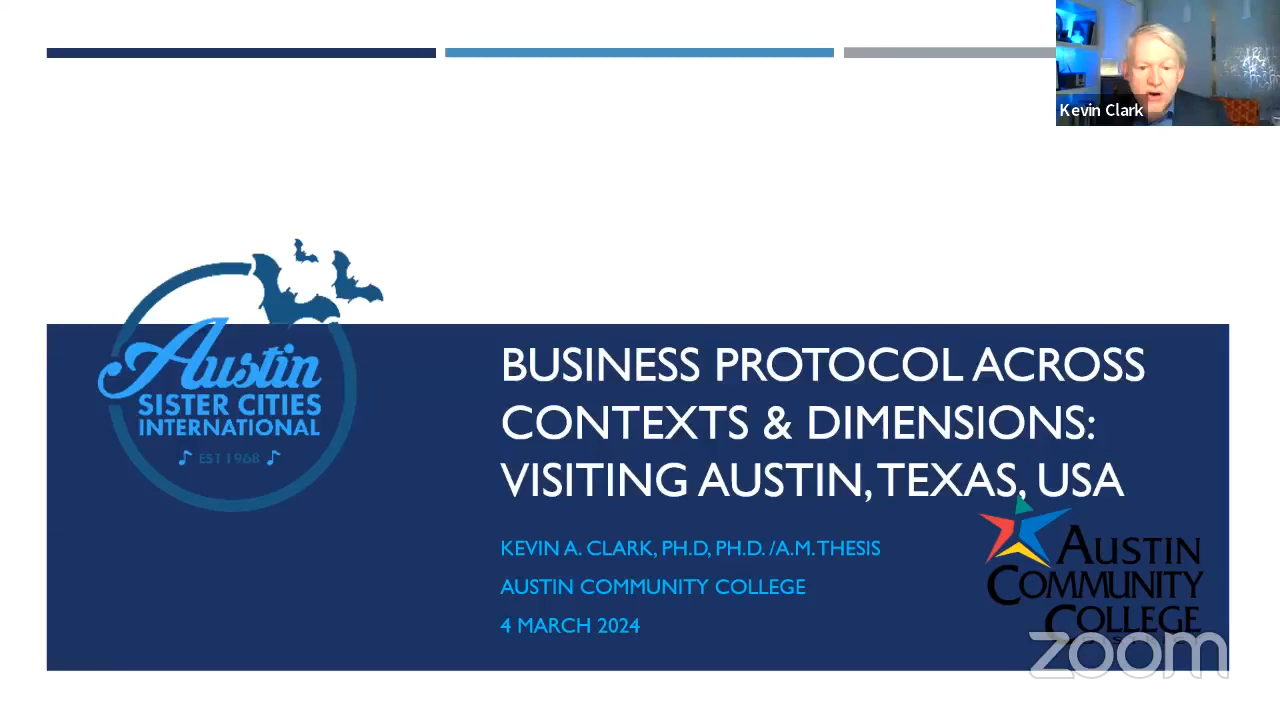 Kevin Clark
Austin
SISTER CITIES
INTERNATIONAL
EST 1968
BUSINESS PROTOCOL ACROSS
CONTEXTS & DIMENSIONS:
VISITING AUSTIN, TEXAS, USA
KEVIN A. CLARK, PH.D, PH.D. /A.M. THESIS
AUSTIN COMMUNITY COLLEGE
4 MARCH 2024
AUSTIN
COMMUNITY
COLLEGE
zoom